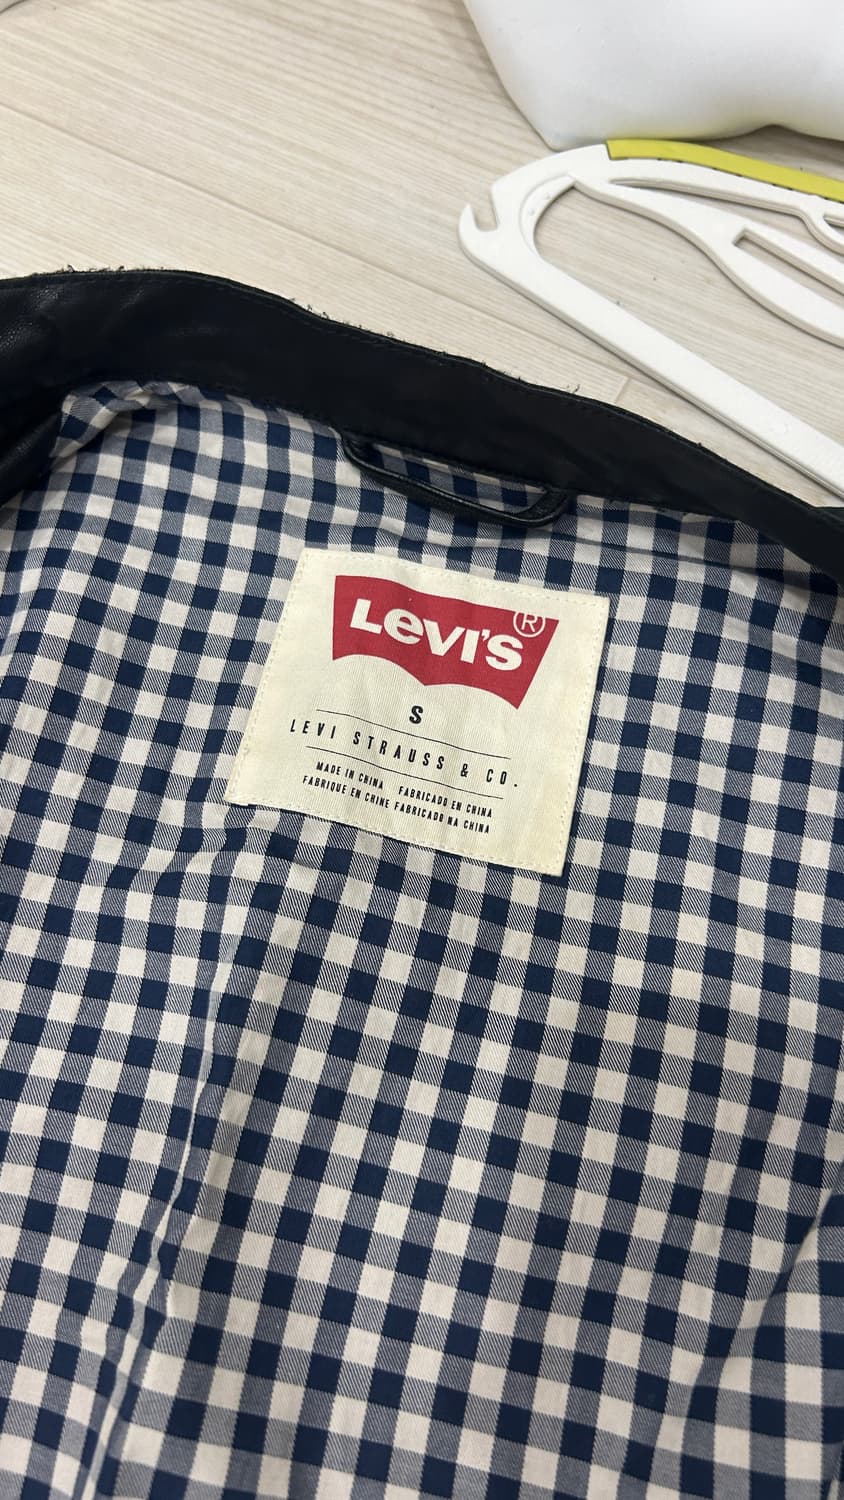 Levi's®
S
LEVI STRAUSS & CO.
MADE IN CHINA FABRICADO EN CHINA
FABRIQUE EN CHINE FABRICADO NA CHINA